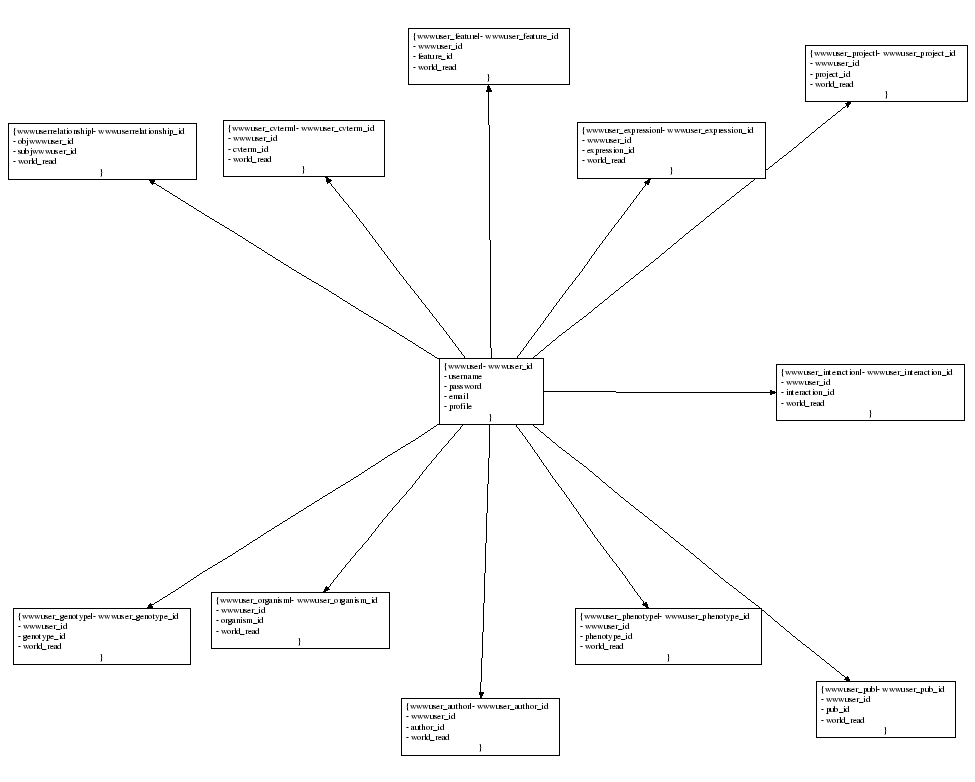 {wwwuser_feature|- wwwuser_feature_id
- wwwuser_id
- feature_id
- world_read
}
{wwwuser_project|- wwwuser_project_id
- wwwuser_id
- project_id
- world_read
}
{wwwuserrelationship|- wwwuserrelationship_id
- objwwwuser_id
- subjwwwuser_id
- world_read
}
{wwwuser_cvterm|- wwwuser_cvterm_id
- wwwuser_id
- cvterm_id
- world_read
}
{wwwuser_expression|- wwwuser_expression_id
- wwwuser_id
- expression_id
- world_read
}
{wwwuser|- wwwuser_id
- username
- password
- email
- profile
}
{wwwuser_interaction|- wwwuser_interaction_id
- wwwuser_id
- interaction_id
- world_read
}
{wwwuser_genotype|- wwwuser_genotype_id
- wwwuser_id
- genotype_id
- world_read
}
{wwwuser_organism|- wwwuser_organism_id
- wwwuser_id
- organism_id
- world_read
}
{wwwuser_phenotype|- wwwuser_phenotype_id
- wwwuser_id
- phenotype_id
- world_read
}
{wwwuser_author|- wwwuser_author_id
- wwwuser_id
- author_id
- world_read
}
{wwwuser_pub|- wwwuser_pub_id
- wwwuser_id
- pub_id
- world_read
}